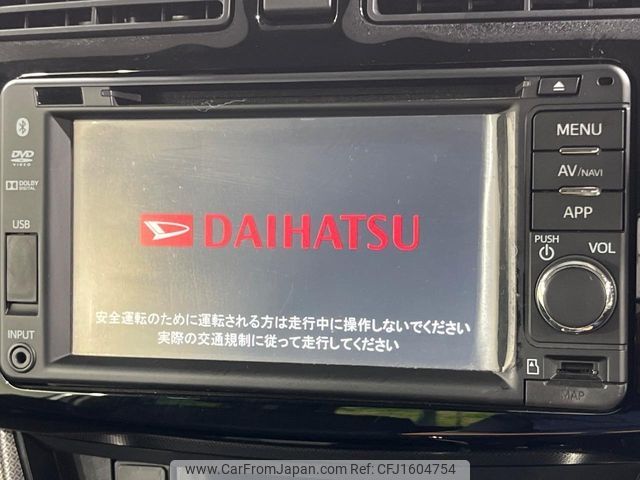 MENU
DVD
VIDEO
AV/NAVI
DOLBY
DIGITAL
USB
APP
DAIHATSU
PUSH
VOL
安全運転のために運転される方は走行中に操作しないでください
実際の交通規制に従って走行してください
INPUT
MAP
www.CarFromJapan.com
© CarFromJapan.com - CFJ1604754